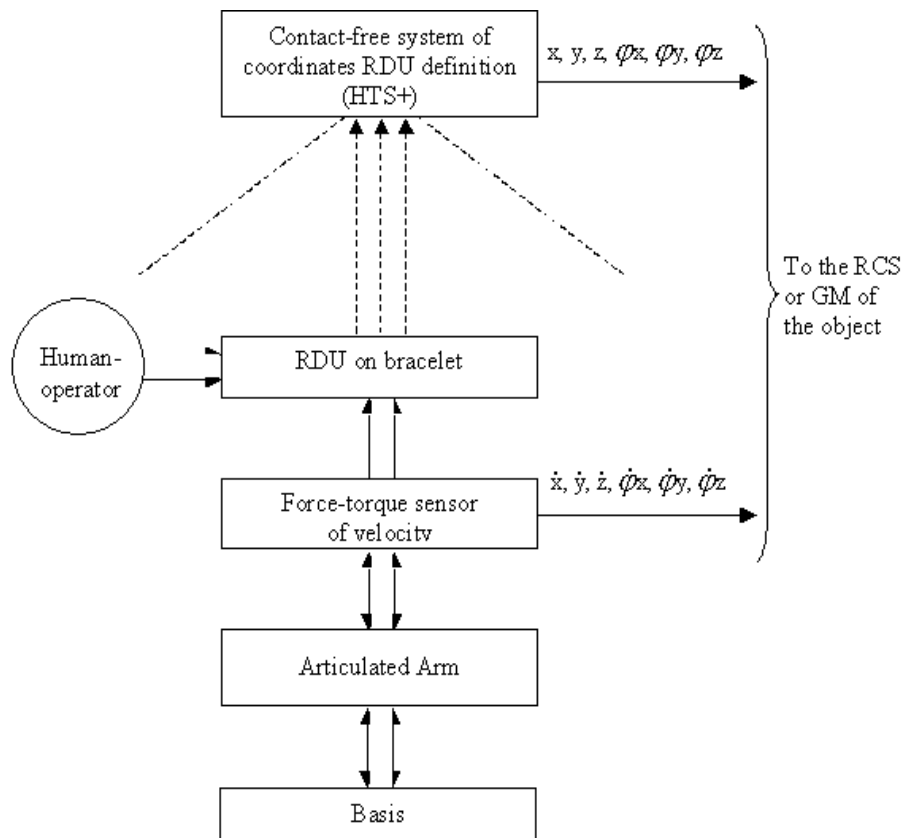 Contact-free system of
coordinates RDU definition
(HTS+)
x, y, z, φx, φy, φz
To the RCS
or GM of
the object
Human-
operator
RDU on bracelet
Force-torque sensor
of velocity
ẋ, ẏ, ż, φ̇x, φ̇y, φ̇z
Articulated Arm
Basis